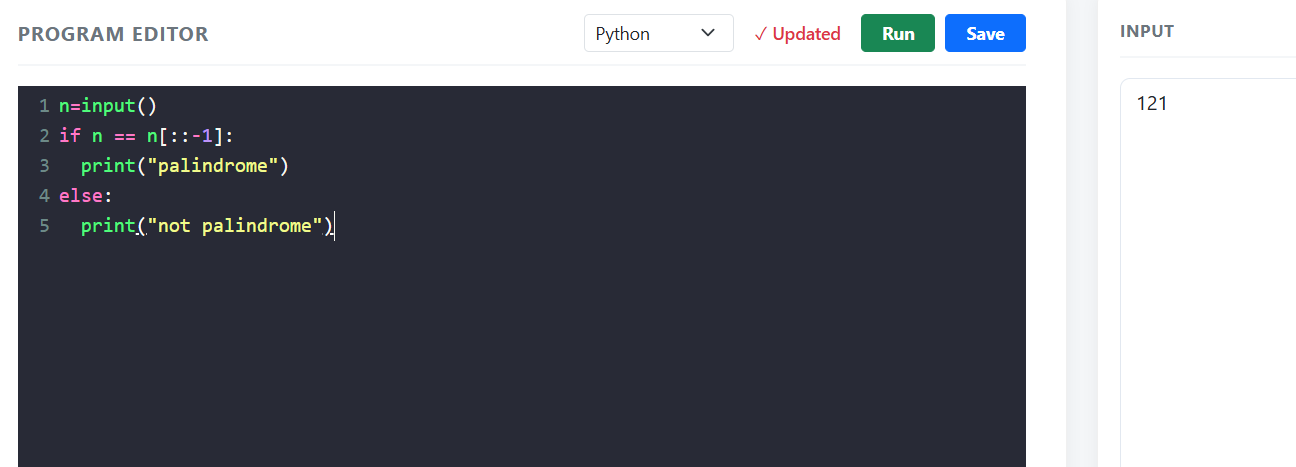 PROGRAM EDITOR
Python
✓ Updated
Run
Save
1 n=input()
2 if n == n[::-1]:
3   print("palindrome")
4 else:
5   print("not palindrome")
INPUT
121